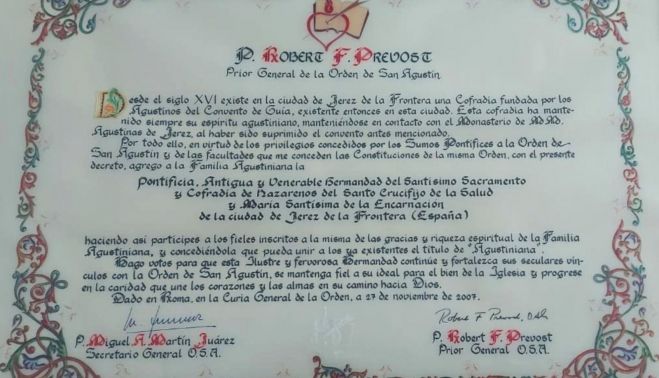 P. ROBERT F. PREVOST
Prior General de la Orden de San Agustín
Desde el siglo XVI existe en la ciudad de Jerez de la Frontera una Cofradía fundada por los
Agustinos del Convento de Guía, existente entonces en esta ciudad. Esta cofradía ha mante-
nido siempre su espíritu agustiniano, manteniéndose en contacto con el Monasterio de MM.
Agustinas de Jerez, al haber sido suprimido el convento antes mencionado.
Por todo ello, en virtud de los privilegios concedidos por los Sumos Pontífices a la Orden de
San Agustín y de las facultades que me conceden las Constituciones de la misma Orden, con el presente
decreto, agrego a la Familia Agustiniana la
Pontificia, Antigua y Venerable Hermandad del Santísimo Sacramento
y Cofradía de Nazarenos del Santo Crucifijo de la Salud
y María Santísima de la Encarnación
de la ciudad de Jerez de la Frontera (España)
haciendo así partícipes a los fieles inscritos a la misma de las gracias y riqueza espiritual de la Familia
Agustiniana, y concediéndola que pueda unir a los ya existentes el título de "Agustiniana".
Hago votos para que esta Ilustre y fervorosa Hermandad continúe y fortalezca sus seculares vín-
culos con la Orden de San Agustín, se mantenga fiel a su ideal para el bien de la Iglesia y progrese
en la caridad que une los corazones y las almas en su camino hacia Dios.
Dado en Roma, en la Curia General de la Orden, a 27 de noviembre de 2007.
Robert F. Prevost, OSA
P. Miguel A. Martín Juárez
Secretario General O.S.A.
P. Robert F. Prevost
Prior General O.S.A.